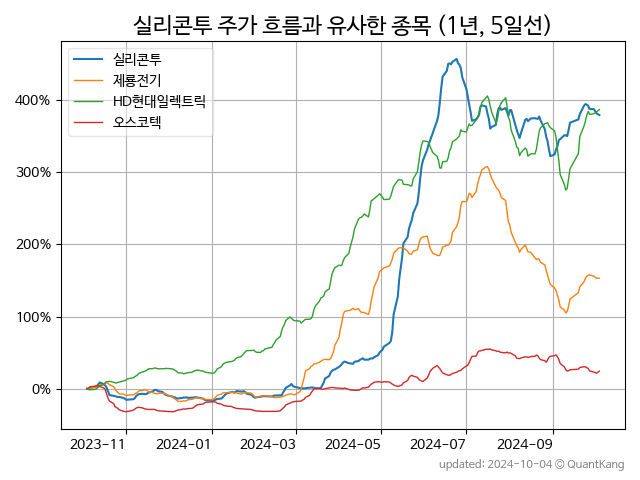 실리콘투 주가 흐름과 유사한 종목 (1년, 5일선)
실리콘투
제룡전기
HD현대일렉트릭
오스코텍
400%
300%
200%
100%
0%
2023-11 2024-01 2024-03 2024-05 2024-07 2024-09
updated: 2024-10-04 © QuantKang